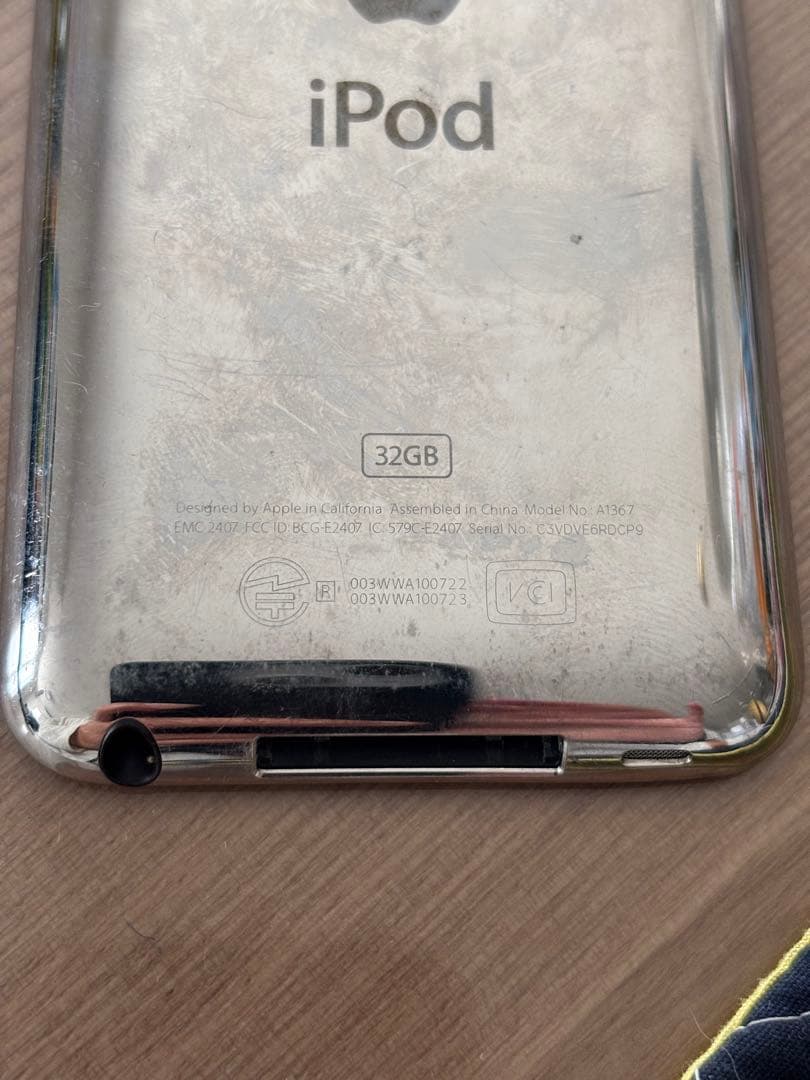 iPod
32GB
Designed by Apple in California Assembled in China Model No.: A1367
EMC 2407 FCC ID: BCG-E2407 IC: 579C-E2407 Serial No.: C3VDVE6RDCP9
R 003WWA100722
003WWA100723
VCI